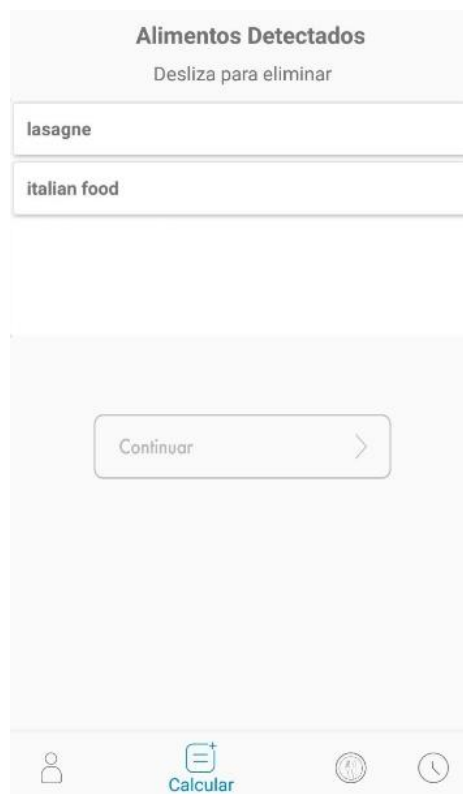 Alimentos Detectados
Desliza para eliminar
lasagne
italian food
Continuar
Calcular